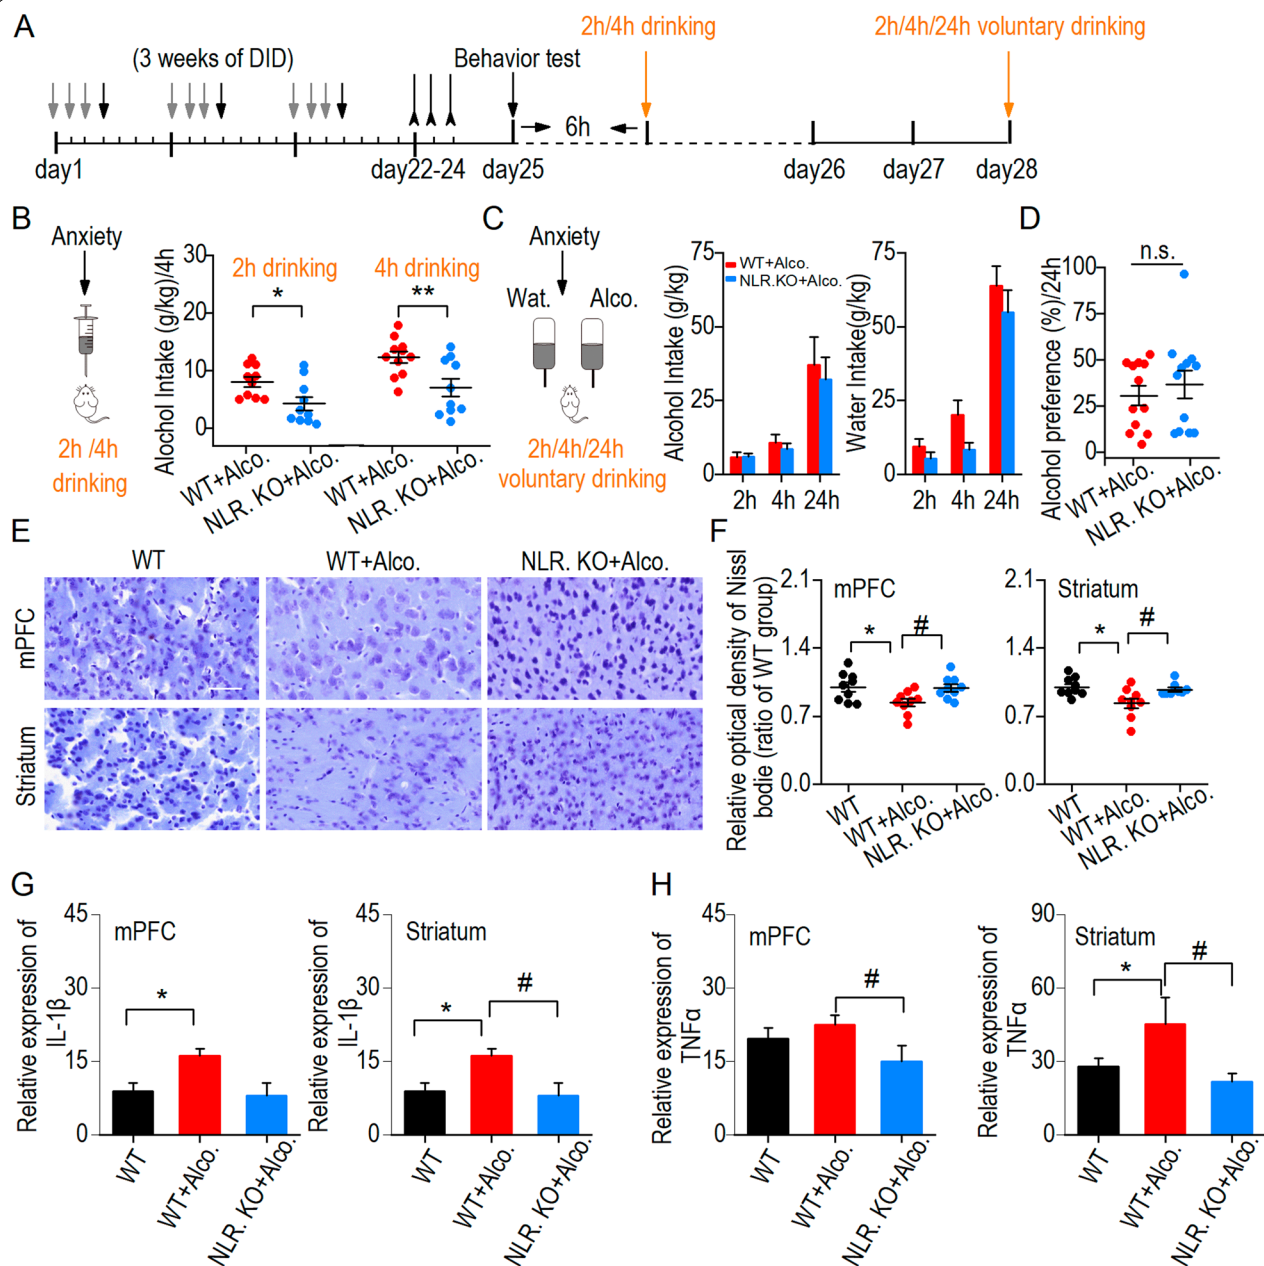 A
2h/4h drinking
2h/4h/24h voluntary drinking
(3 weeks of DID)
Behavior test
6h
day1
day22-24
day25
day26
day27
day28
B
Anxiety
2h /4h
drinking
Alochol Intake (g/kg)/4h
30
20
10
0
2h drinking
4h drinking
*
**
WT+Alco.
NLR. KO+Alco.
WT+Alco.
NLR. KO+Alco.
C
Anxiety
Wat.
Alco.
2h/4h/24h
voluntary drinking
Alcohol Intake (g/kg)
75
50
25
0
WT+Alco.
NLR.KO+Alco.
2h
4h
24h
Water Intake(g/kg)
75
50
25
0
2h
4h
24h
D
Alcohol preference (%)/24h
n.s.
100
75
50
25
0
WT+Alco.
NLR. KO+Alco.
E
WT
WT+Alco.
NLR. KO+Alco.
mPFC
Striatum
F
Relative optical density of Nissl
bodie (ratio of WT group)
2.1
1.4
0.7
0.0
mPFC
*
#
WT
WT+Alco.
NLR. KO+Alco.
2.1
1.4
0.7
0.0
Striatum
*
#
WT
WT+Alco.
NLR. KO+Alco.
G
Relative expression of
IL-1β
45
30
15
0
mPFC
*
WT
WT+Alco.
NLR. KO+Alco.
Relative expression of
IL-1β
45
30
15
0
Striatum
*
#
WT
WT+Alco.
NLR. KO+Alco.
H
Relative expression of
TNFα
45
30
15
0
mPFC
#
WT
WT+Alco.
NLR. KO+Alco.
Relative expression of
TNFα
90
60
30
0
Striatum
*
#
WT
WT+Alco.
NLR. KO+Alco.